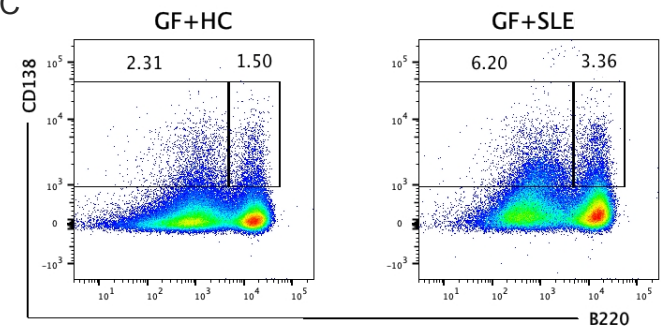 C
GF+HC GF+SLE
CD138
10⁵ 2.31 1.50 10⁵ 6.20 3.36
10⁴ 10⁴
10³ 10³
0 0
-10³ -10³
10¹ 10² 10³ 10⁴ 10⁵ 10¹ 10² 10³ 10⁴ 10⁵
B220